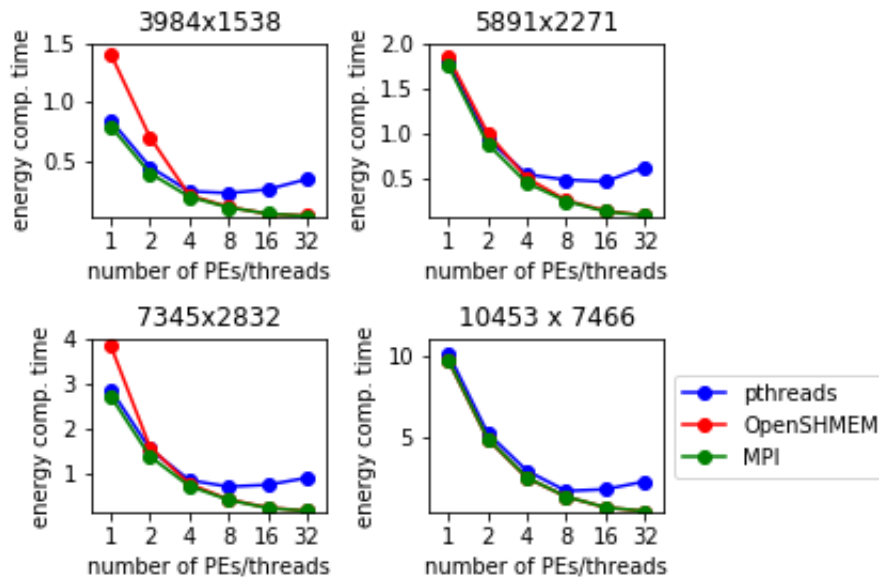 3984x1538
energy comp. time
1.5
1.0
0.5
1 2 4 8 16 32
number of PEs/threads
5891x2271
energy comp. time
2.0
1.5
1.0
0.5
1 2 4 8 16 32
number of PEs/threads
7345x2832
energy comp. time
4
3
2
1
1 2 4 8 16 32
number of PEs/threads
10453 x 7466
energy comp. time
10
5
1 2 4 8 16 32
number of PEs/threads
pthreads
OpenSHMEM
MPI